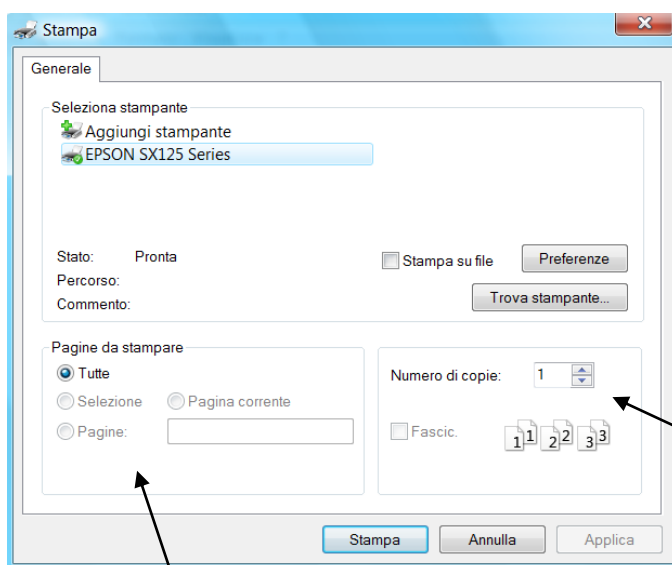 Stampa
X
Generale
Seleziona stampante
Aggiungi stampante
EPSON SX125 Series
Stato: Pronta
Percorso:
Commento:
Stampa su file
Preferenze
Trova stampante...
Pagine da stampare
Tutte
Selezione Pagina corrente
Pagine:
Numero di copie: 1
Fascic.
1 1 2 2 3 3
Stampa Annulla Applica